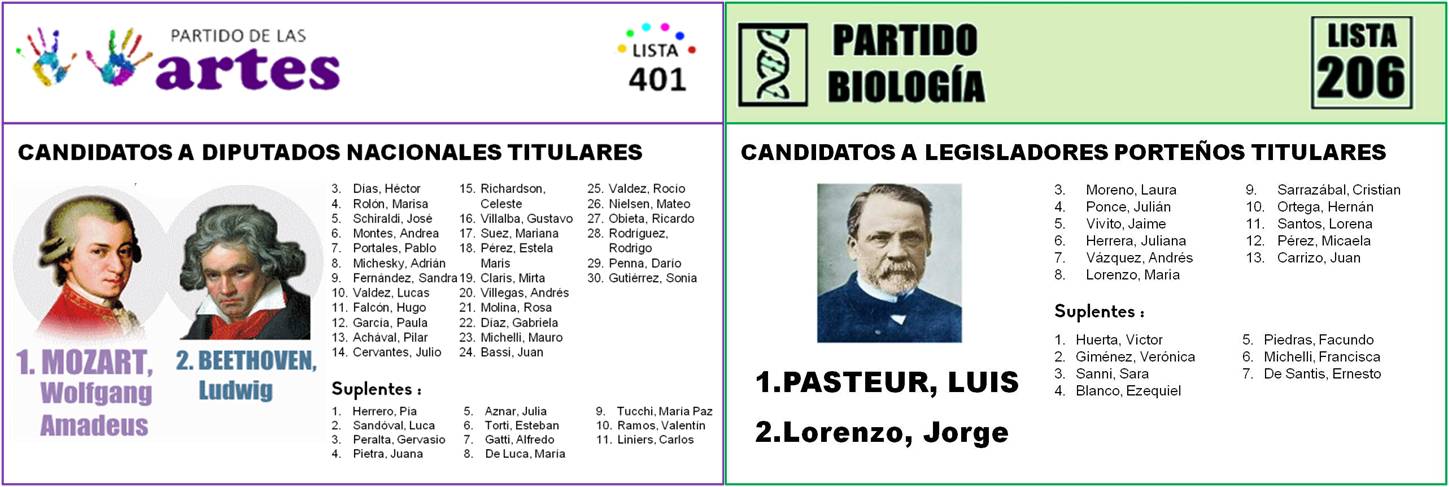 PARTIDO DE LAS
artes
LISTA
401
CANDIDATOS A DIPUTADOS NACIONALES TITULARES
1. MOZART,
Wolfgang
Amadeus
2. BEETHOVEN,
Ludwig
3. Días, Héctor
4. Rolón, Marisa
5. Schiraldi, José
6. Montes, Andrea
7. Portales, Pablo
8. Michesky, Adrián
9. Fernández, Sandra
10. Valdez, Lucas
11. Falcón, Hugo
12. García, Paula
13. Achával, Pilar
14. Cervantes, Julio
15. Richardson,
Celeste
16. Villalba, Gustavo
17. Suez, Mariana
18. Pérez, Estela
Maris
19. Claris, Mirta
20. Villegas, Andrés
21. Molina, Rosa
22. Díaz, Gabriela
23. Michelli, Mauro
24. Bassi, Juan
25. Valdez, Rocío
26. Nielsen, Mateo
27. Obieta, Ricardo
28. Rodríguez,
Rodrigo
29. Penna, Darío
30. Gutiérrez, Sonia
Suplentes :
1. Herrero, Pía
2. Sandóval, Luca
3. Peralta, Gervasio
4. Pietra, Juana
5. Aznar, Julia
6. Torti, Esteban
7. Gatti, Alfredo
8. De Luca, María
9. Tucchi, María Paz
10. Ramos, Valentín
11. Liniers, Carlos
PARTIDO
BIOLOGÍA
LISTA
206
CANDIDATOS A LEGISLADORES PORTEÑOS TITULARES
1.PASTEUR, LUIS
2.Lorenzo, Jorge
3. Moreno, Laura
4. Ponce, Julián
5. Vivito, Jaime
6. Herrera, Juliana
7. Vázquez, Andrés
8. Lorenzo, María
9. Sarrazábal, Cristian
10. Ortega, Hernán
11. Santos, Lorena
12. Pérez, Micaela
13. Carrizo, Juan
Suplentes :
1. Huerta, Victor
2. Giménez, Verónica
3. Sanni, Sara
4. Blanco, Ezequiel
5. Piedras, Facundo
6. Michelli, Francisca
7. De Santis, Ernesto